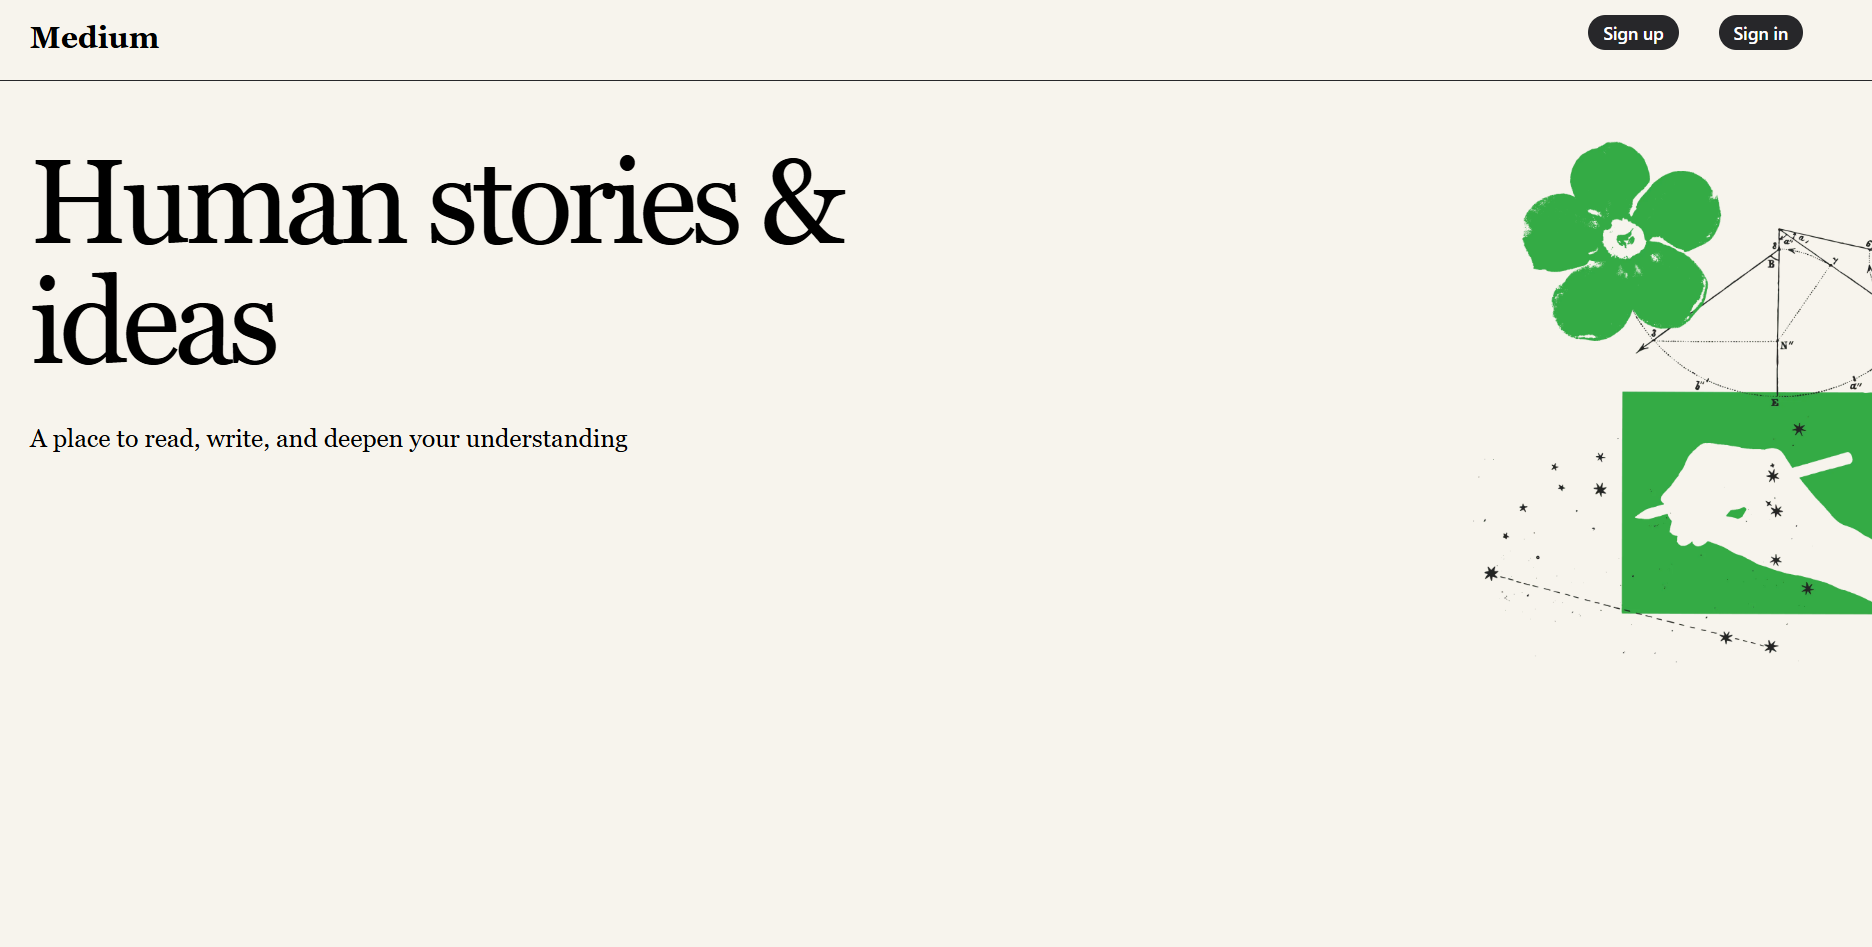 Medium
Sign up
Sign in
Human stories &
ideas
A place to read, write, and deepen your understanding
B
N"
b"
a"
E